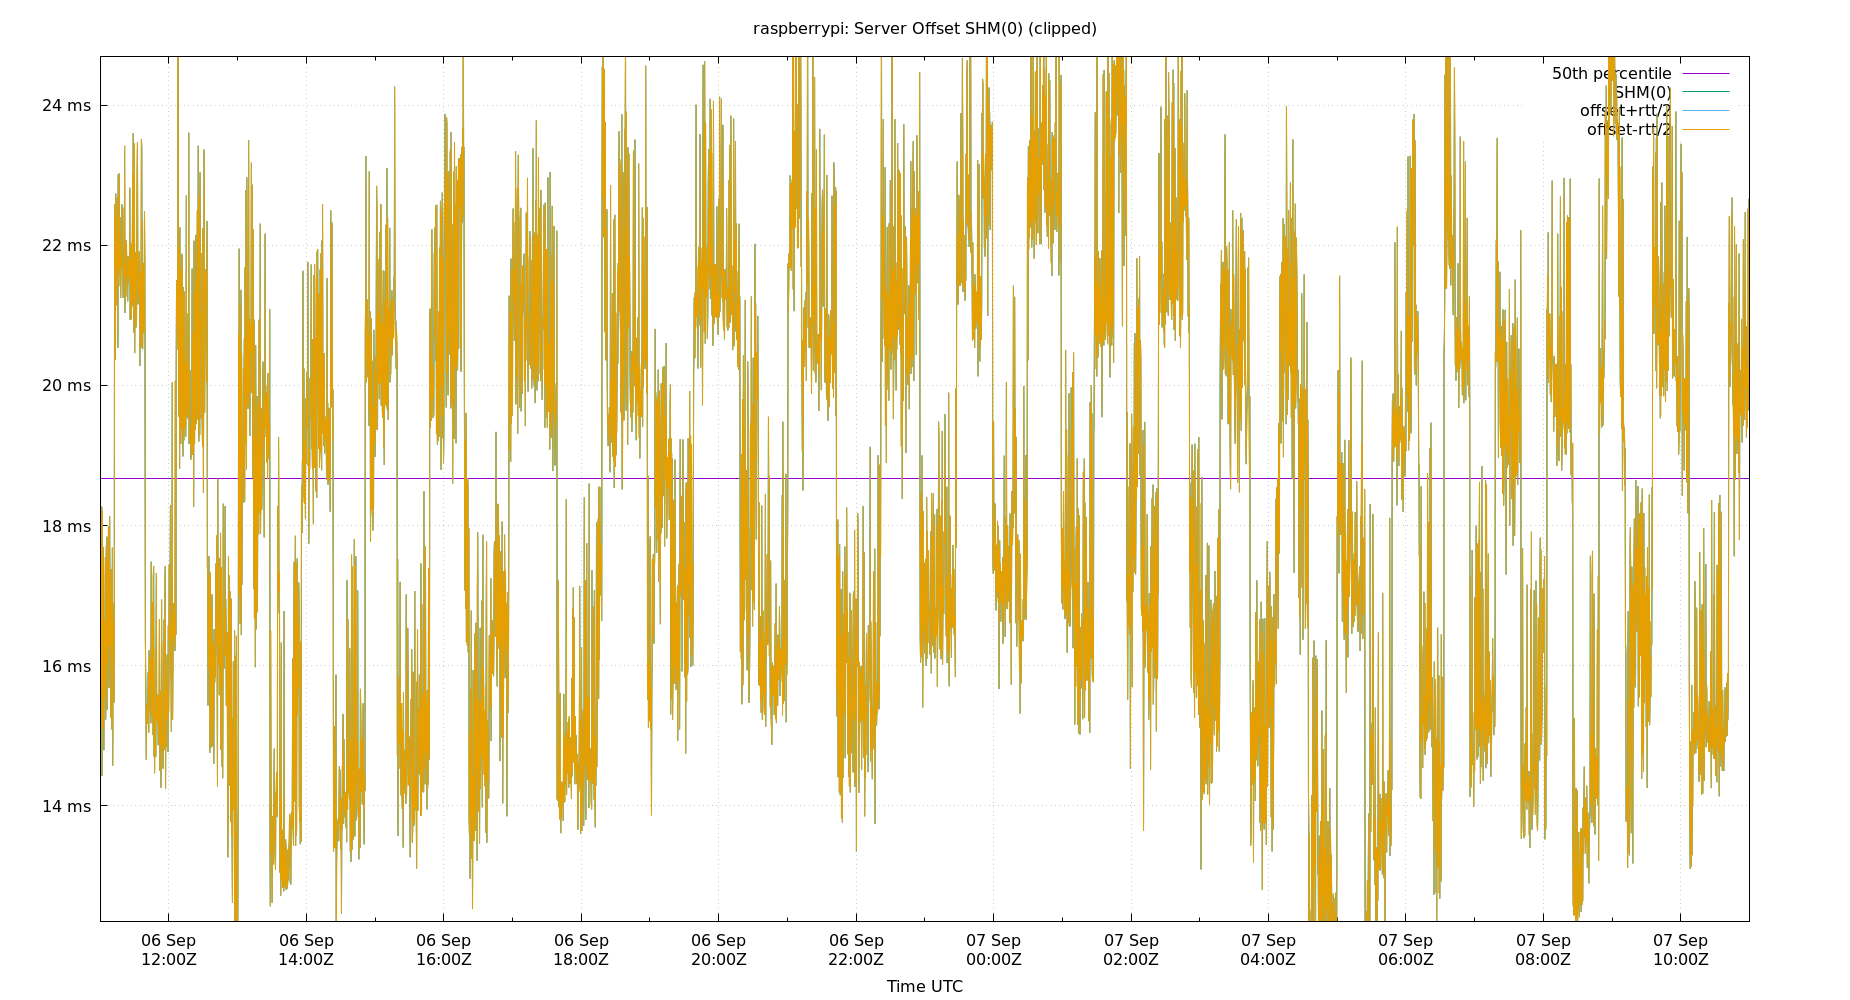 raspberrypi: Server Offset SHM(0) (clipped)
50th percentile
SHM(0)
offset+rtt/2
offset-rtt/2
24 ms
22 ms
20 ms
18 ms
16 ms
14 ms
06 Sep 06 Sep 06 Sep 06 Sep 06 Sep 06 Sep 07 Sep 07 Sep 07 Sep 07 Sep 07 Sep 07 Sep
12:00Z 14:00Z 16:00Z 18:00Z 20:00Z 22:00Z 00:00Z 02:00Z 04:00Z 06:00Z 08:00Z 10:00Z
Time UTC